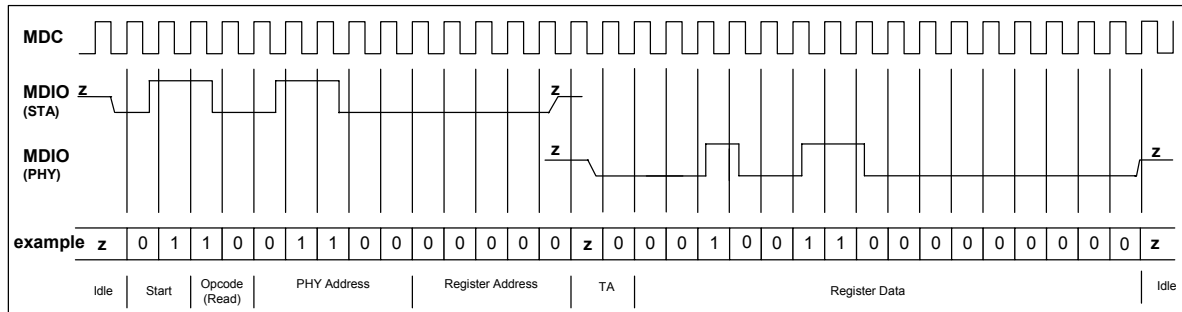 MDC
MDIO z z
(STA)
MDIO z z
(PHY)
example z 0 1 1 0 0 1 1 0 0 0 0 0 0 0 z 0 0 0 1 0 0 1 1 0 0 0 0 0 0 0 0 0 z
Idle Start Opcode (Read) PHY Address Register Address TA Register Data Idle